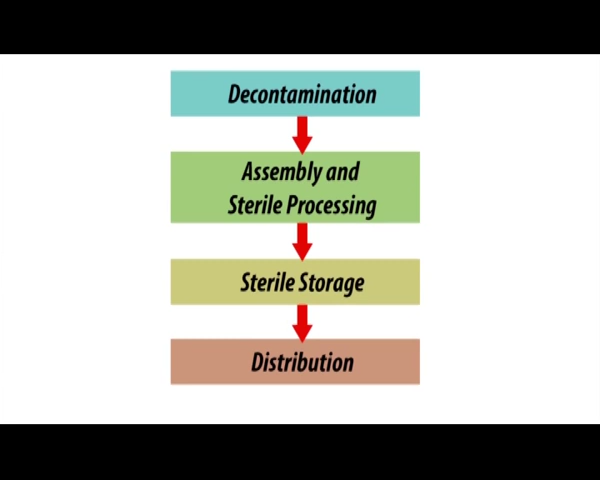 Decontamination
Assembly and
Sterile Processing
Sterile Storage
Distribution